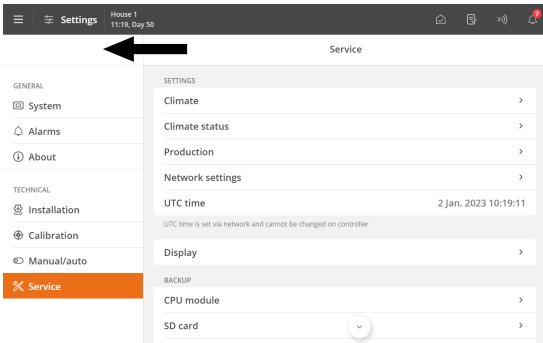 Settings
House 1
11:19, Day 50
7
Service
GENERAL
System
Alarms
About
TECHNICAL
Installation
Calibration
Manual/auto
Service
SETTINGS
Climate
Climate status
Production
Network settings
UTC time 2 Jan. 2023 10:19:11
UTC time is set via network and cannot be changed on controller
Display
BACKUP
CPU module
SD card